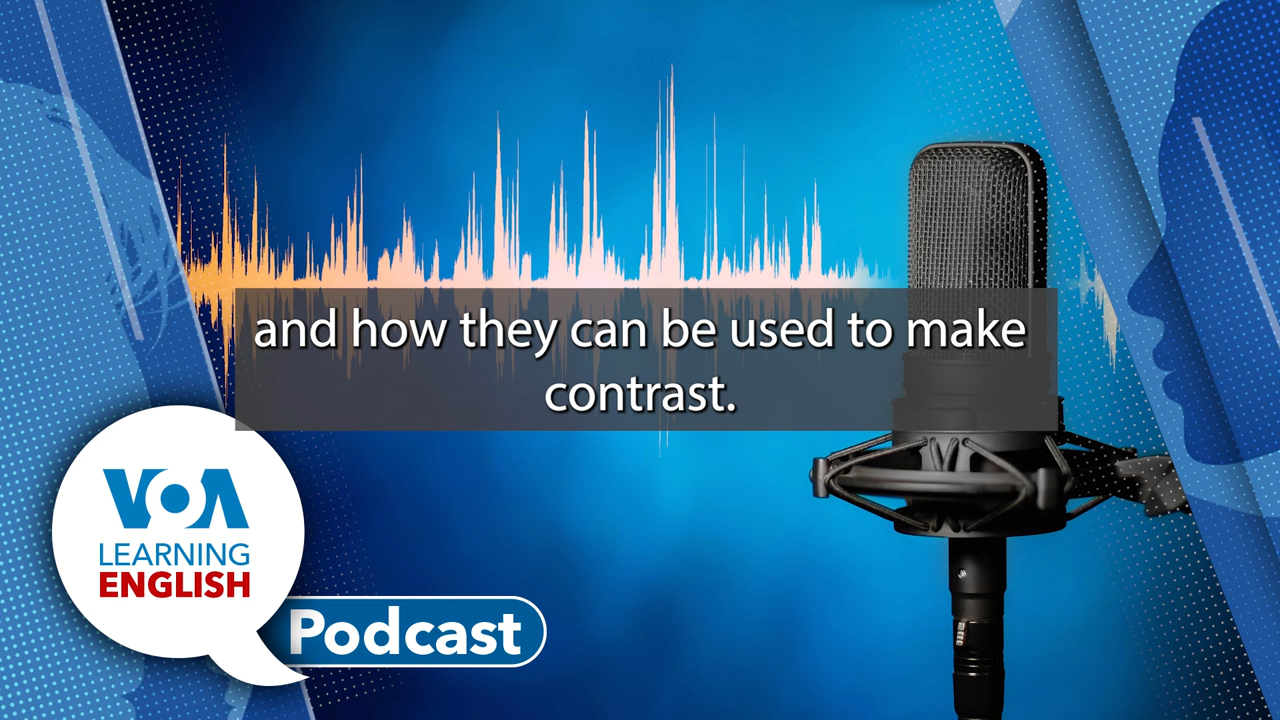 and how they can be used to make
contrast.
VOA
LEARNING
ENGLISH
Podcast